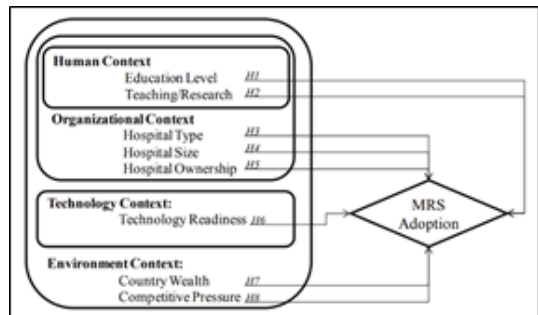 Human Context
Education Level H1
Teaching/Research H2
Organizational Context
Hospital Type H3
Hospital Size H4
Hospital Ownership H5
Technology Context:
Technology Readiness H6
MRS
Adoption
Environment Context:
Country Wealth H7
Competitive Pressure H8